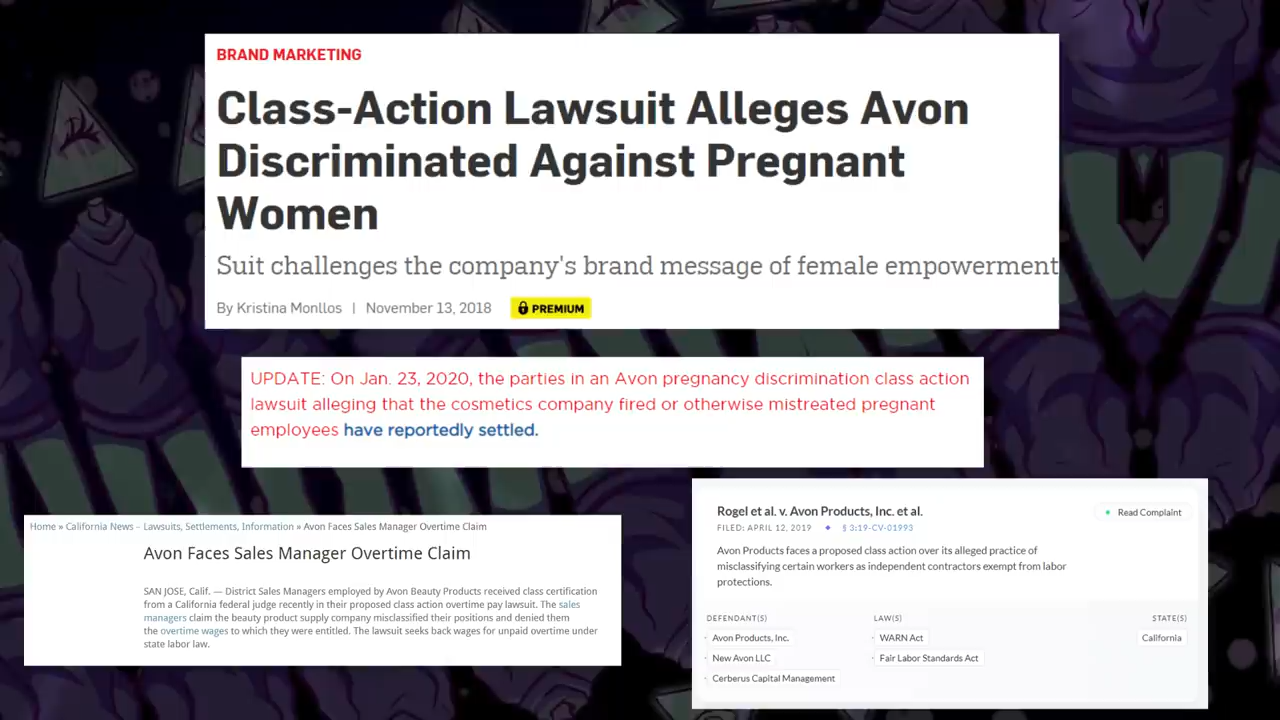 BRAND MARKETING
Class-Action Lawsuit Alleges Avon
Discriminated Against Pregnant
Women
Suit challenges the company's brand message of female empowerment
By Kristina Monllos | November 13, 2018 PREMIUM
UPDATE: On Jan. 23, 2020, the parties in an Avon pregnancy discrimination class action
lawsuit alleging that the cosmetics company fired or otherwise mistreated pregnant
employees have reportedly settled.
Home » California News – Lawsuits, Settlements, Information » Avon Faces Sales Manager Overtime Claim
Avon Faces Sales Manager Overtime Claim
SAN JOSE, Calif. — District Sales Managers employed by Avon Beauty Products received class certification
from a California federal judge recently in their proposed class action overtime pay lawsuit. The sales
managers claim the beauty product supply company misclassified their positions and denied them
the overtime wages to which they were entitled. The lawsuit seeks back wages for unpaid overtime under
state labor law.
Rogel et al. v. Avon Products, Inc. et al.
Read Complaint
FILED: APRIL 12, 2019 ◆ § 3:19-CV-01993
Avon Products faces a proposed class action over its alleged practice of
misclassifying certain workers as independent contractors exempt from labor
protections.
DEFENDANT(S) LAW(S) STATE(S)
Avon Products, Inc. WARN Act California
New Avon LLC Fair Labor Standards Act
Cerberus Capital Management